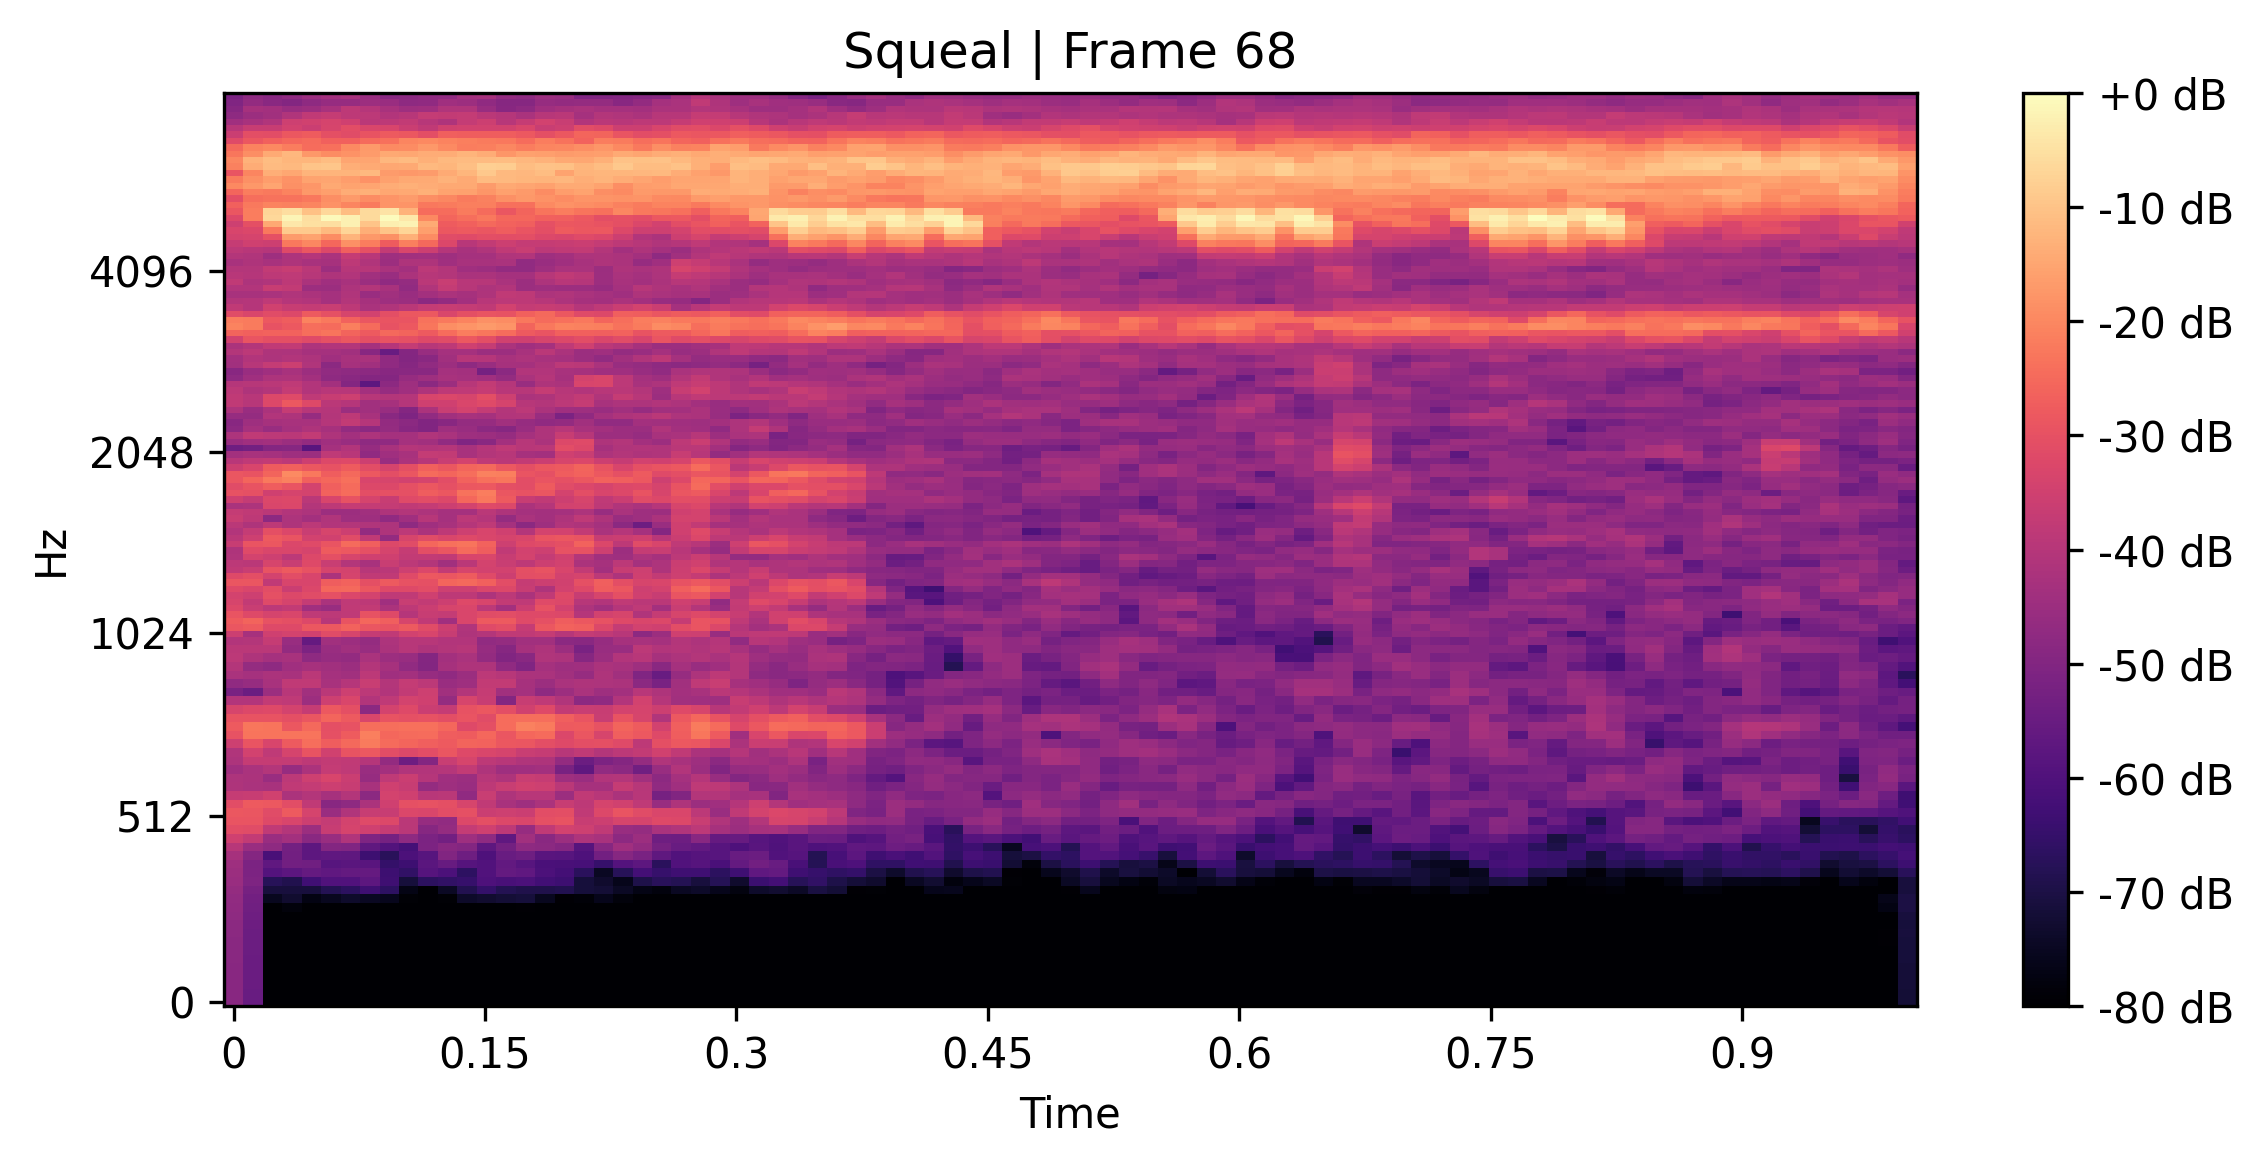 Squeal | Frame 68
+0 dB
-10 dB
-20 dB
-30 dB
-40 dB
-50 dB
-60 dB
-70 dB
-80 dB
Hz
4096
2048
1024
512
0
0 0.15 0.3 0.45 0.6 0.75 0.9
Time